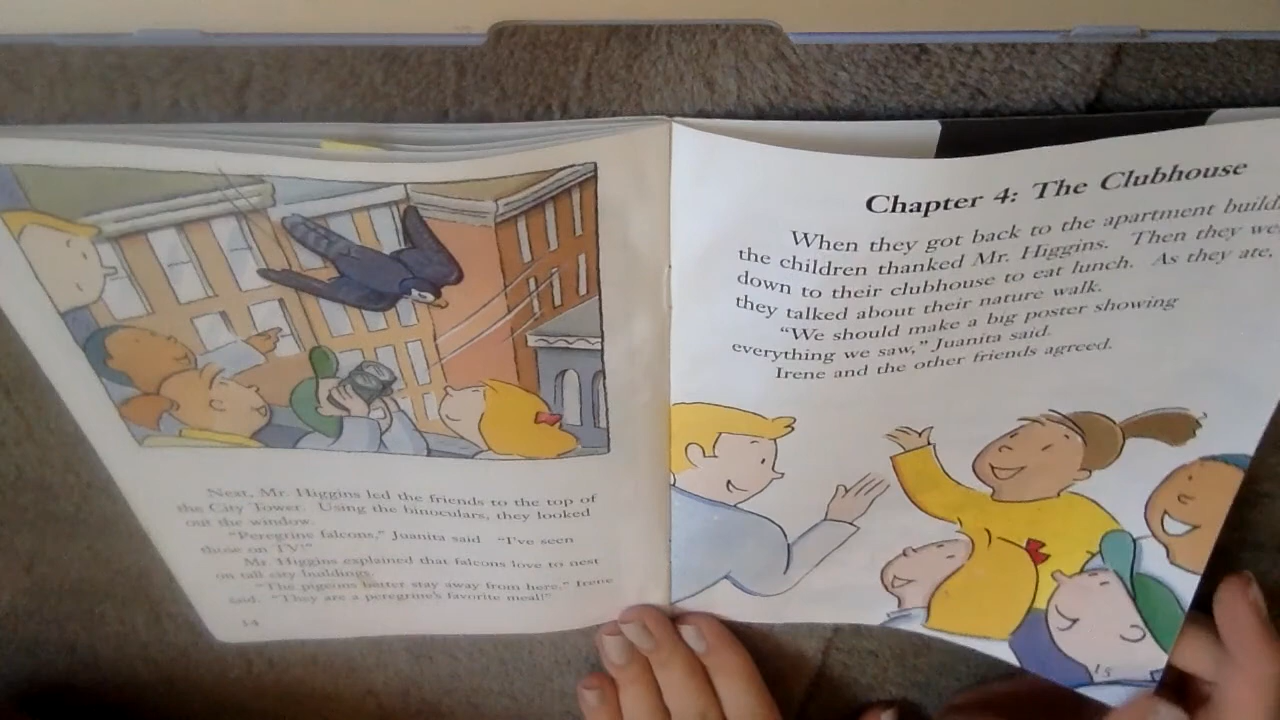 Next, Mr. Higgins led the friends to the top of
the City Tower. Using the binoculars, they looked
out the window.
"Peregrine falcons," Juanita said "I've seen
those on TV!"
Mr. Higgins explained that falcons love to nest
on tall city buildings.
"The pigeons better stay away from here," Irene
said. "They are a peregrine's favorite meal!"
14
Chapter 4: The Clubhouse
When they got back to the apartment
the children thanked Mr. Higgins. Then they
down to their clubhouse to eat lunch. As they ate,
they talked about their nature walk.
"We should make a big poster showing
everything we saw," Juanita said.
Irene and the other friends agreed.
15